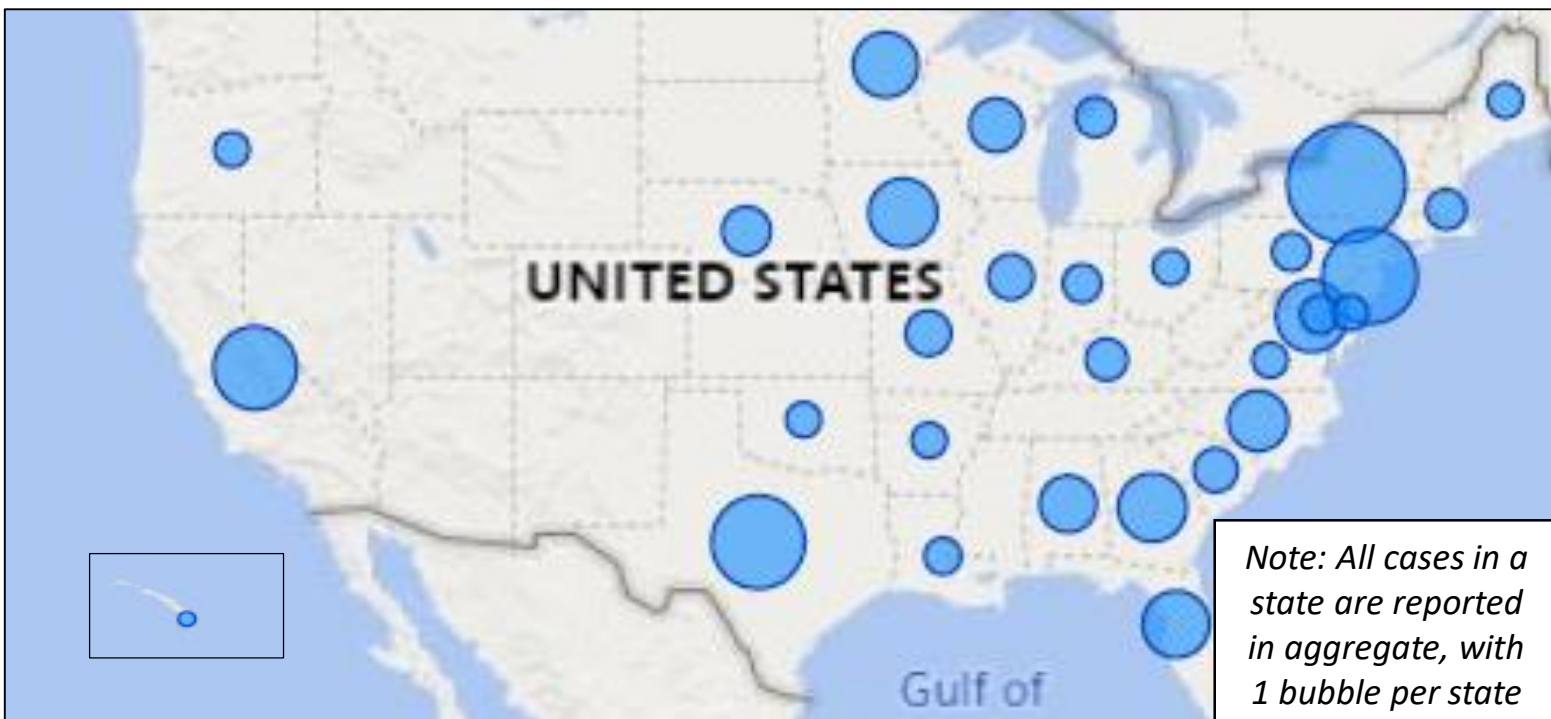 UNITED STATES
Gulf of
Note: All cases in a
state are reported
in aggregate, with
1 bubble per state